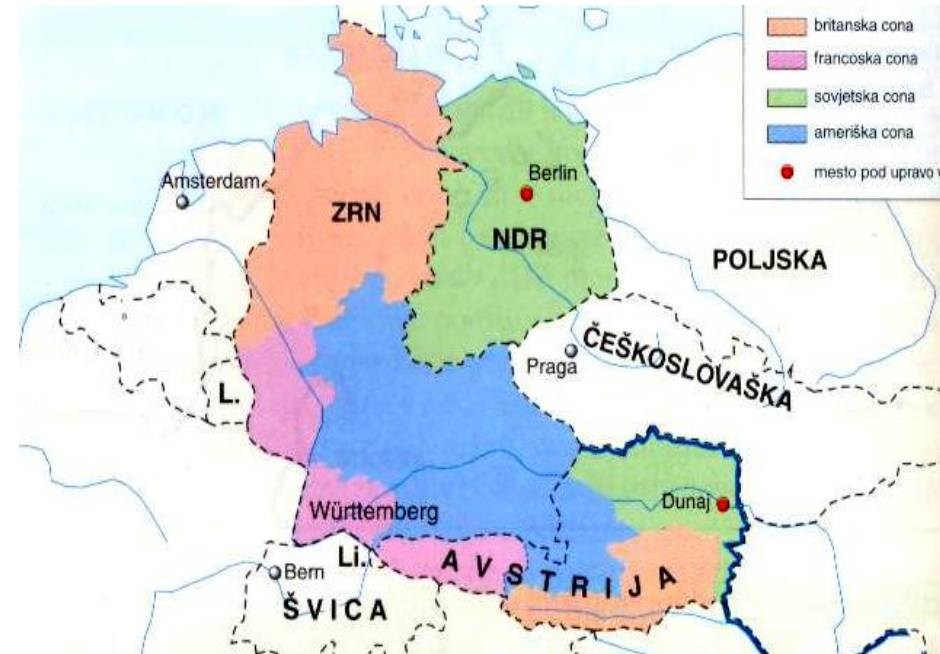 britanska cona
francoska cona
sovjetska cona
ameriška cona
mesto pod upravo
Amsterdam
Berlin
ZRN
NDR
POLJSKA
ČEŠKOSLOVAŠKA
Praga
L.
Württemberg
Dunaj
Li.
AVSTRIJA
Bern
ŠVICA